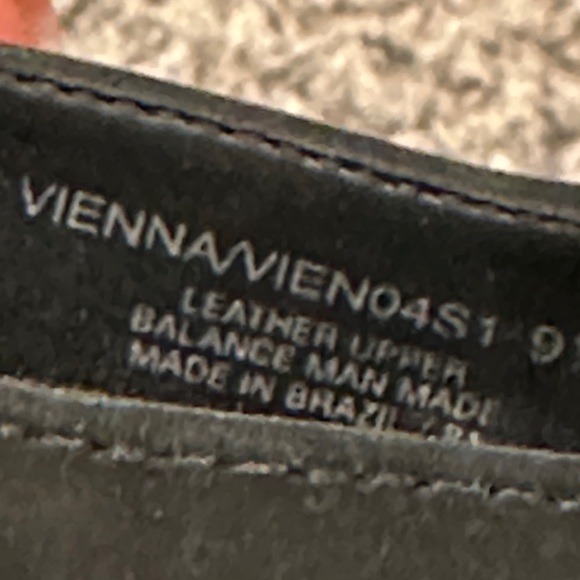 VIENNA/VIEN04S1 9
LEATHER UPPER
BALANCE MAN MADE
MADE IN BRAZIL